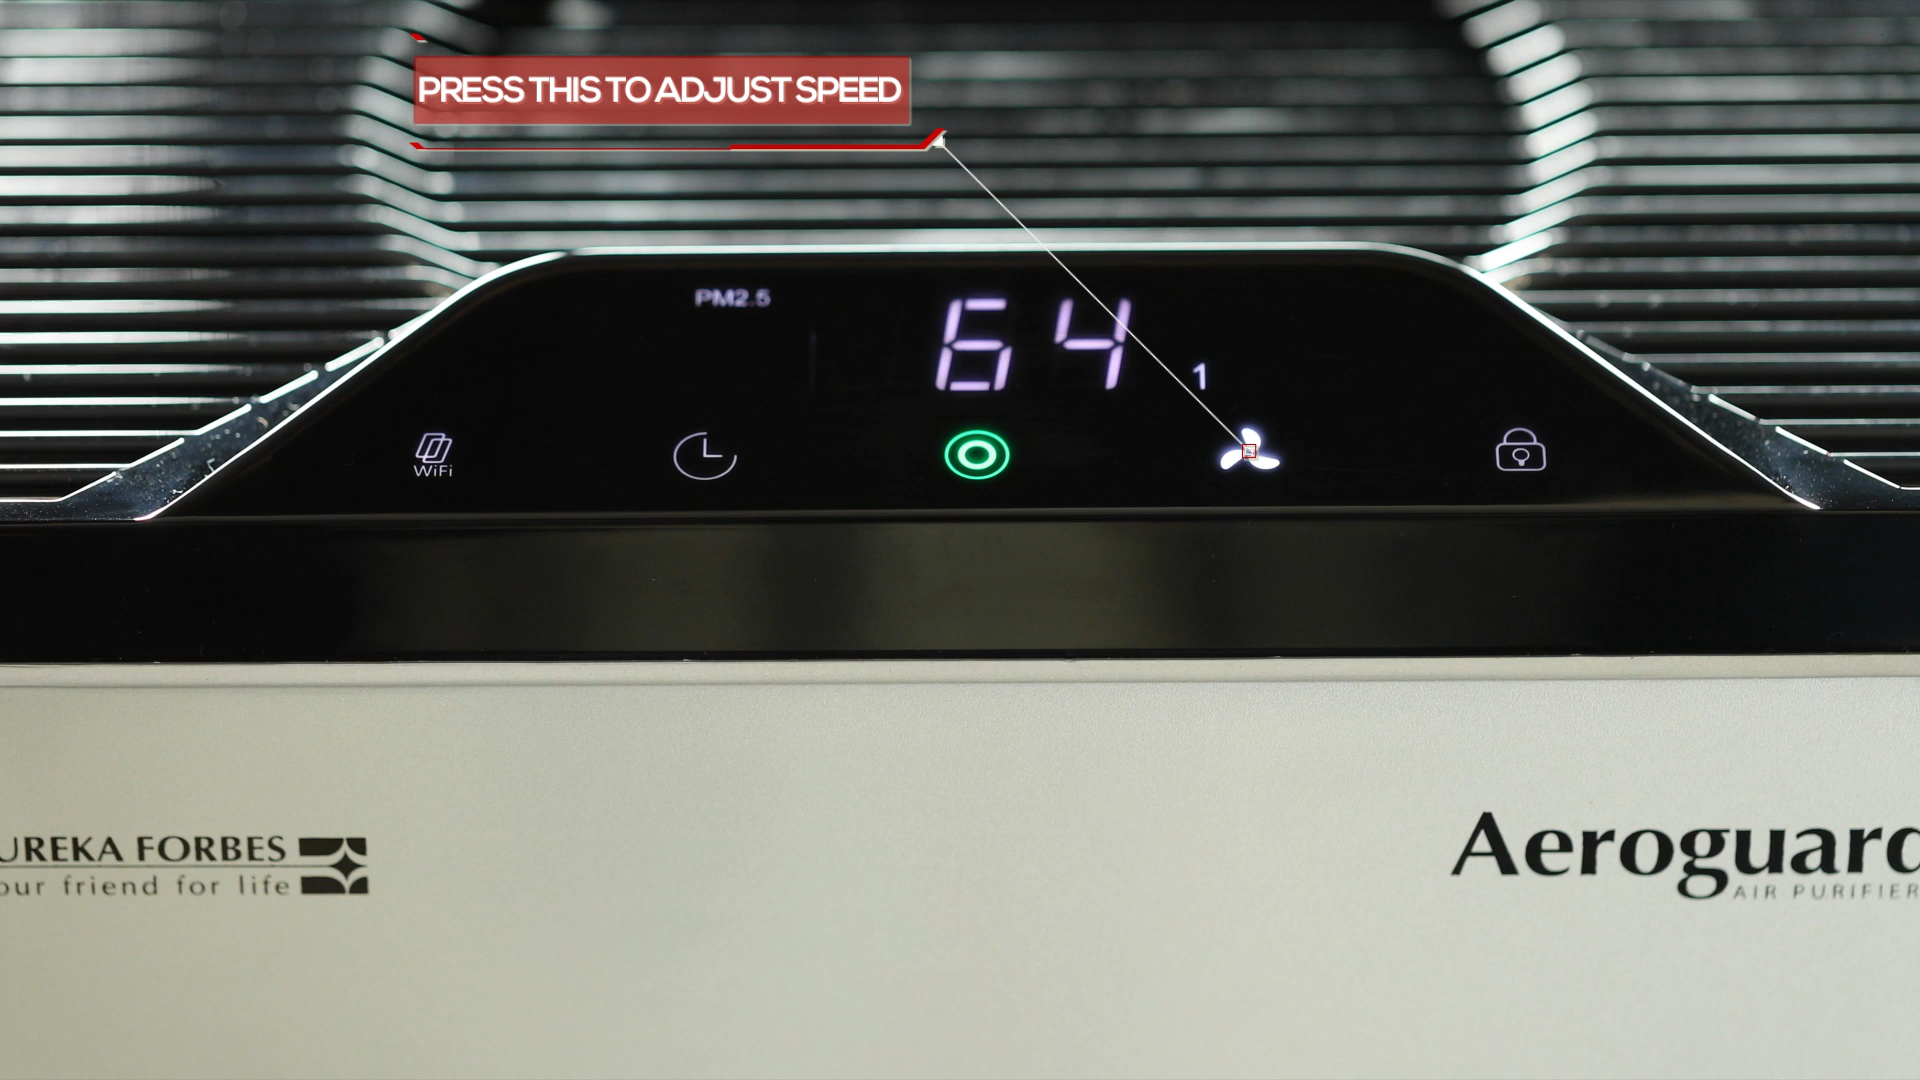 PRESS THIS TO ADJUST SPEED
PM2.5
64
1
WiFi
UREKA FORBES
our friend for life
Aeroguard
AIR PURIFIER